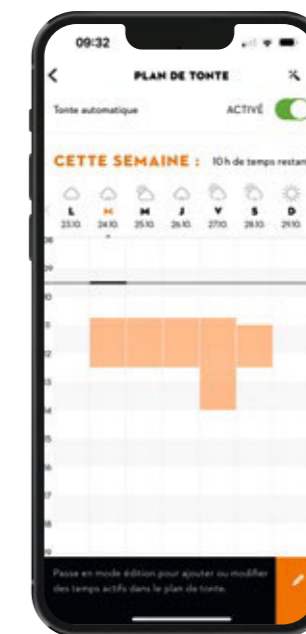 09:32
PLAN DE TONTE
Tonte automatique ACTIVÉ
CETTE SEMAINE : 10 h de temps restan
L M M J V S D
23.10. 24.10. 25.10. 26.10. 27.10. 28.10. 29.10.
08
09
10
11
12
13
14
15
16
17
18
19
Passe en mode édition pour ajouter ou modifier
des temps actifs dans le plan de tonte.